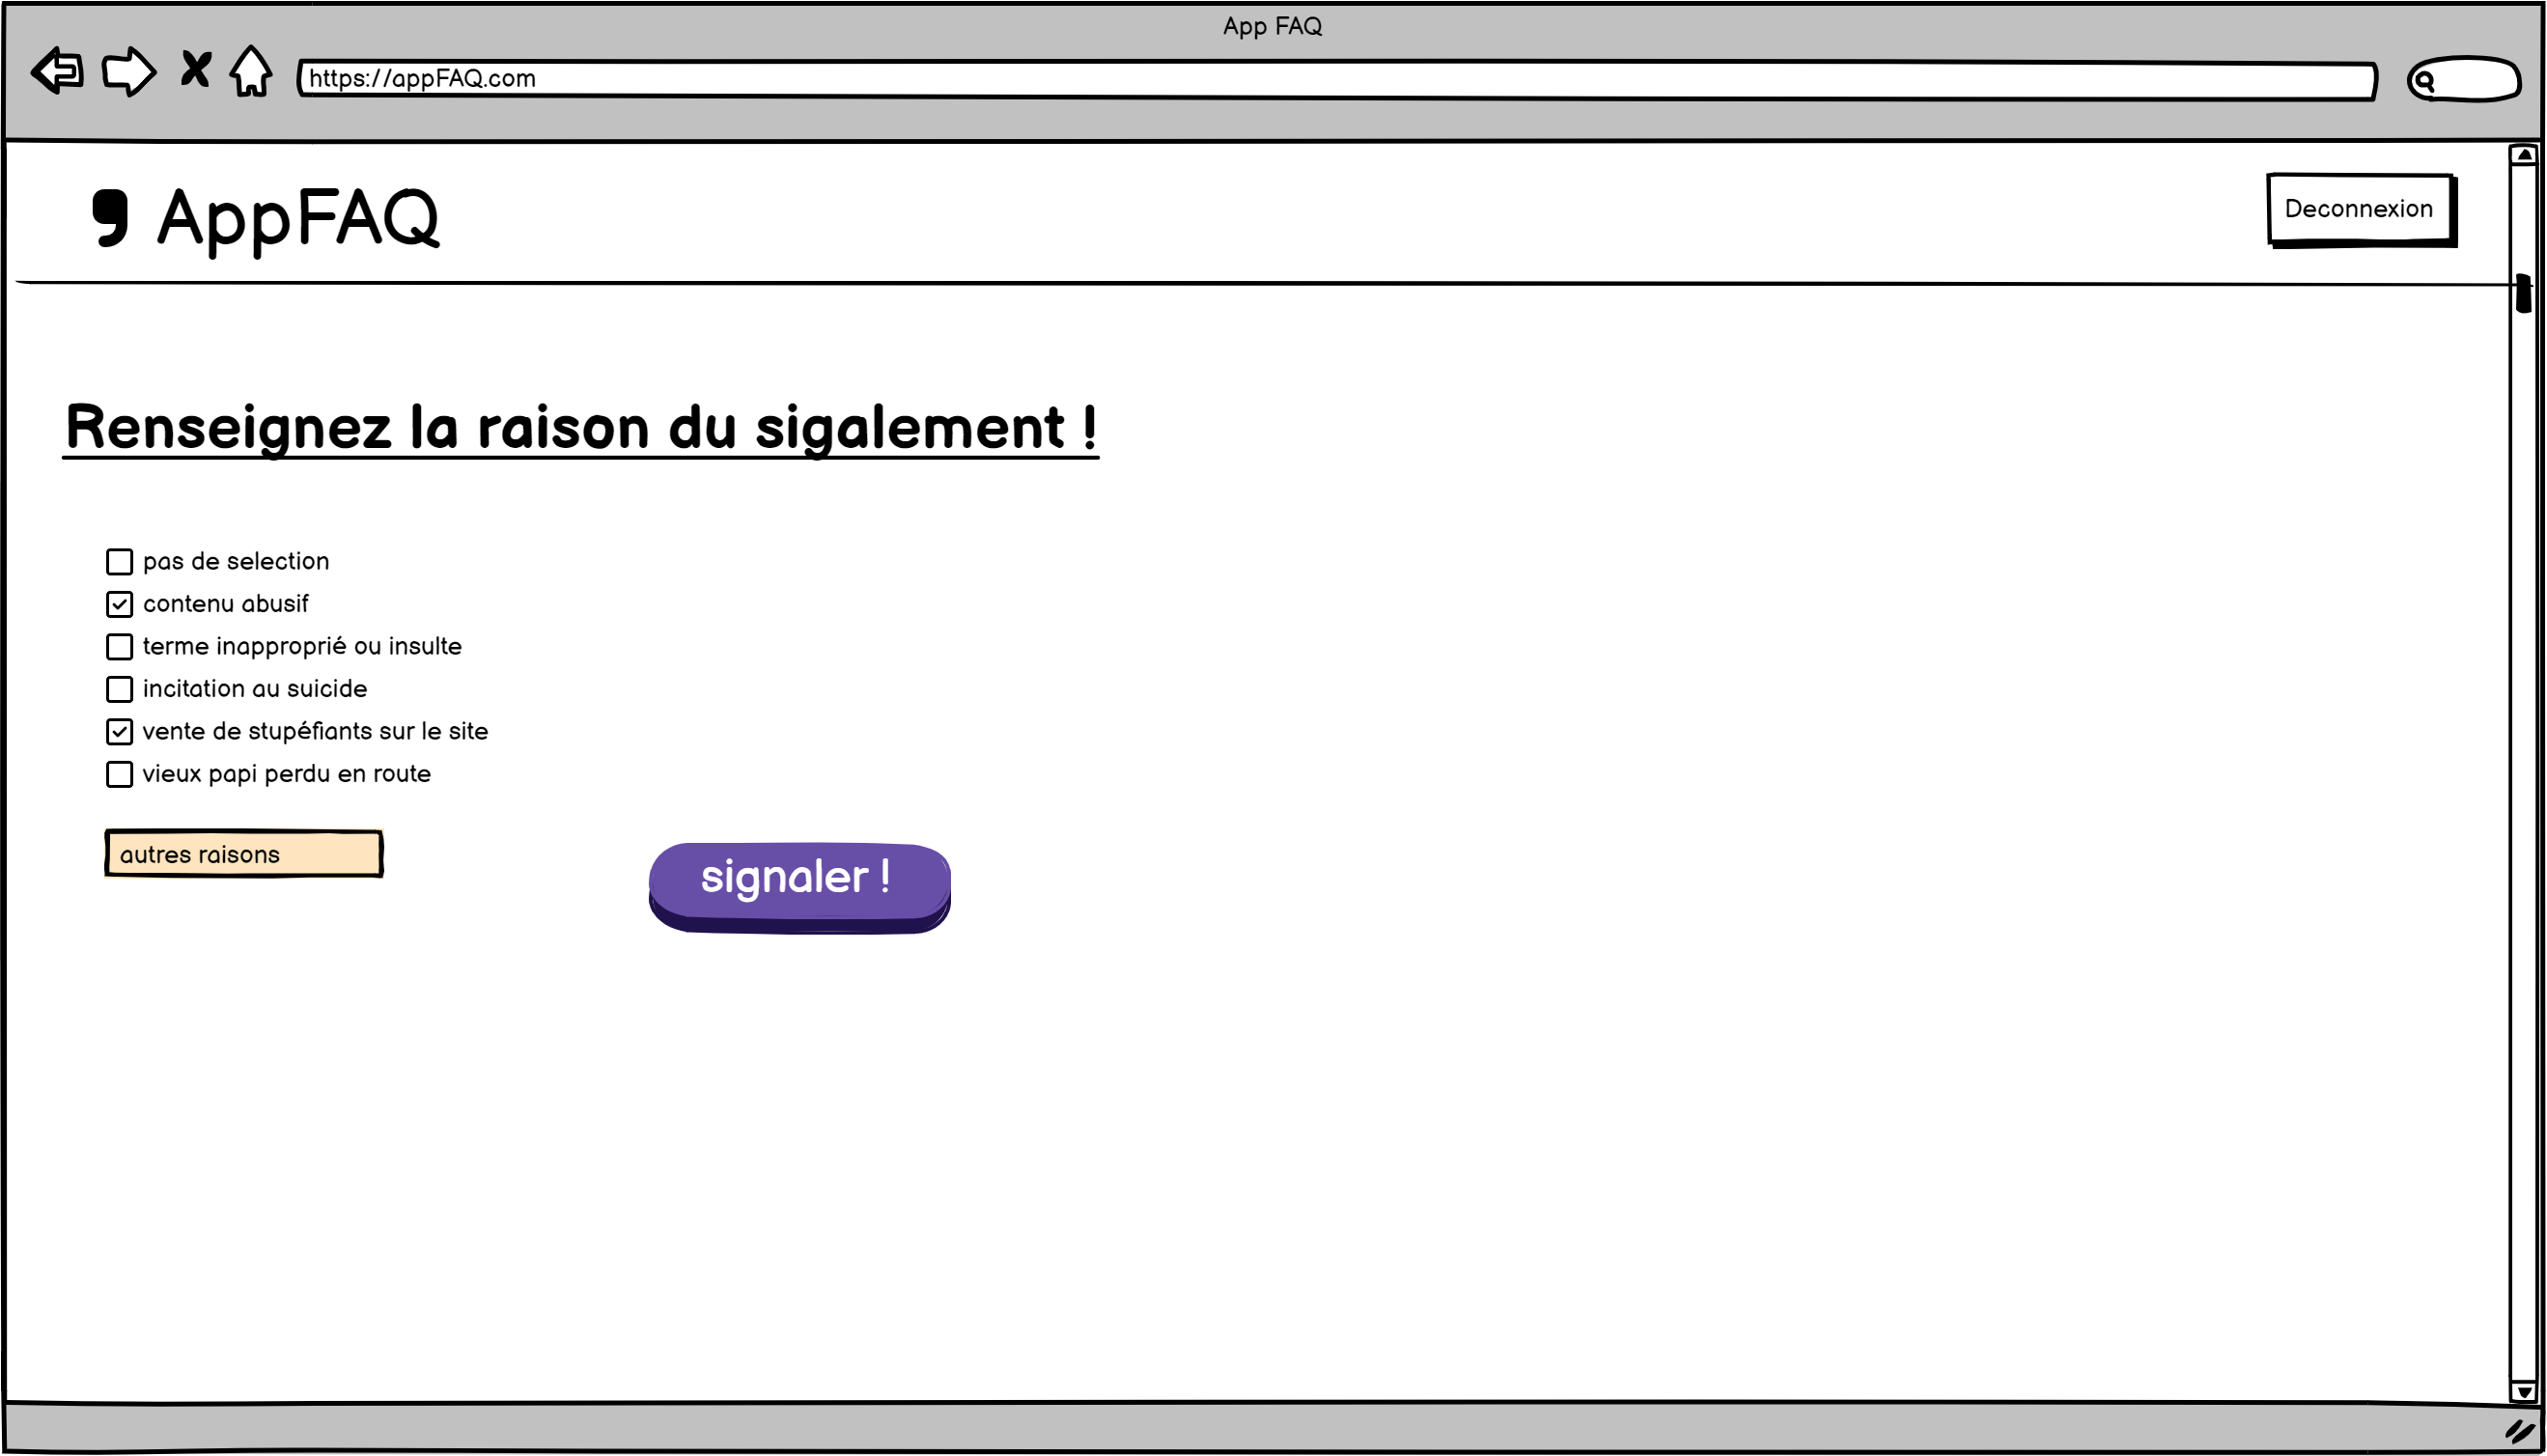 App FAQ
https://appFAQ.com
AppFAQ
Deconnexion
Renseignez la raison du sigalement !
pas de selection
contenu abusif
terme inapproprié ou insulte
incitation au suicide
vente de stupéfiants sur le site
vieux papi perdu en route
autres raisons
signaler !